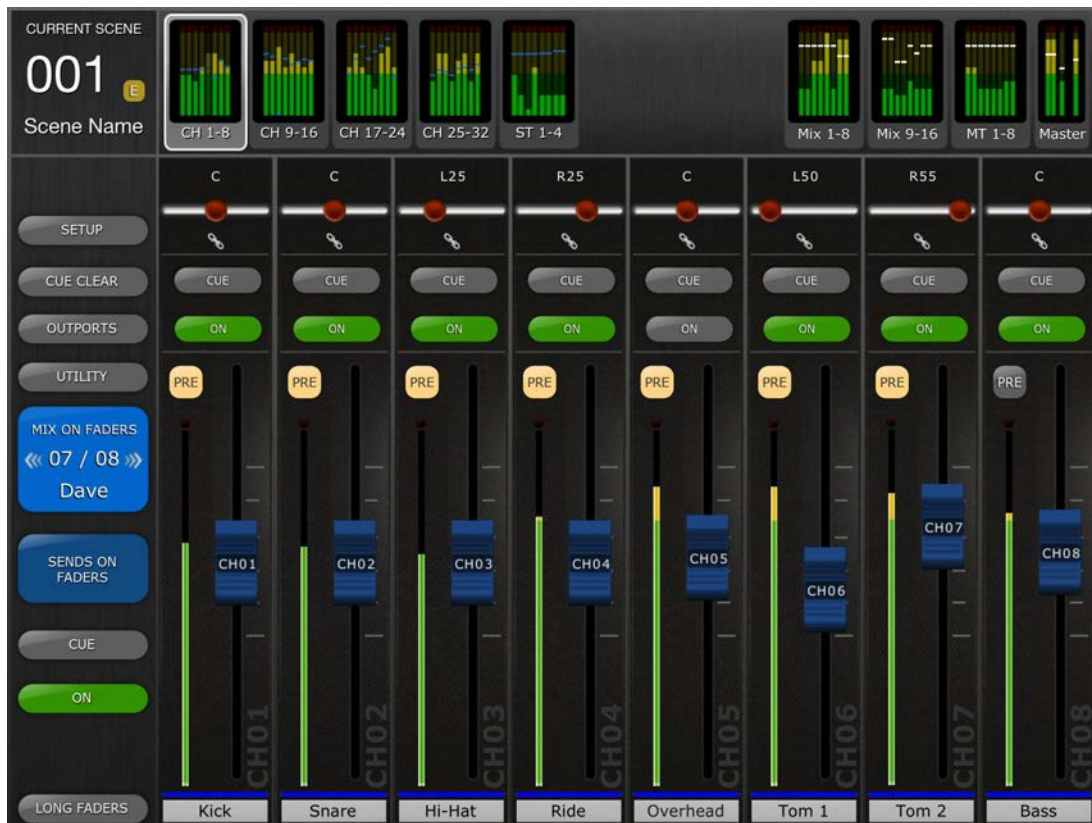 CURRENT SCENE
001 E
Scene Name
CH 1-8 CH 9-16 CH 17-24 CH 25-32 ST 1-4 Mix 1-8 Mix 9-16 MT 1-8 Master
C C L25 R25 C L50 R55 C
SETUP
CUE CLEAR CUE CUE CUE CUE CUE CUE CUE CUE
OUTPORTS ON ON ON ON ON ON ON ON
UTILITY PRE PRE PRE PRE PRE PRE PRE PRE
MIX ON FADERS
07 / 08
Dave
SENDS ON
FADERS
CUE
ON
CH01 CH02 CH03 CH04 CH05 CH06 CH07 CH08
CH01 CH02 CH03 CH04 CH05 CH06 CH07 CH08
LONG FADERS Kick Snare Hi-Hat Ride Overhead Tom 1 Tom 2 Bass